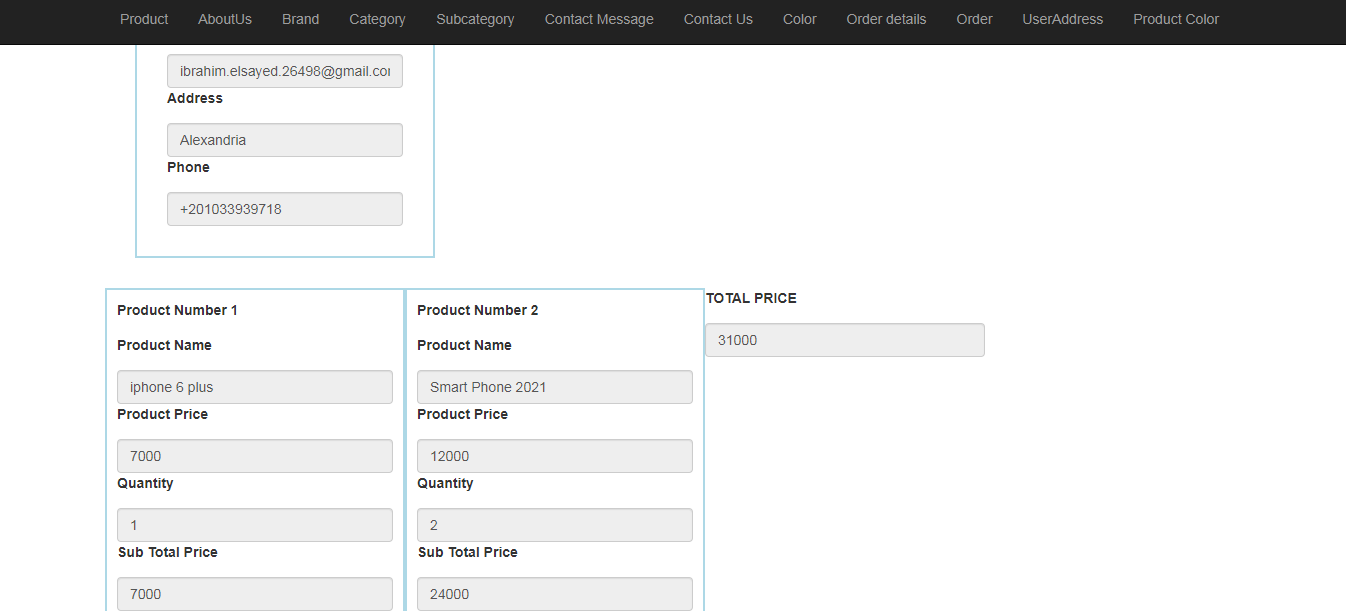 Product AboutUs Brand Category Subcategory Contact Message Contact Us Color Order details Order UserAddress Product Color
ibrahim.elsayed.26498@gmail.co
Address
Alexandria
Phone
+201033939718
Product Number 1
Product Name
iphone 6 plus
Product Price
7000
Quantity
1
Sub Total Price
7000
Product Number 2
Product Name
Smart Phone 2021
Product Price
12000
Quantity
2
Sub Total Price
24000
TOTAL PRICE
31000